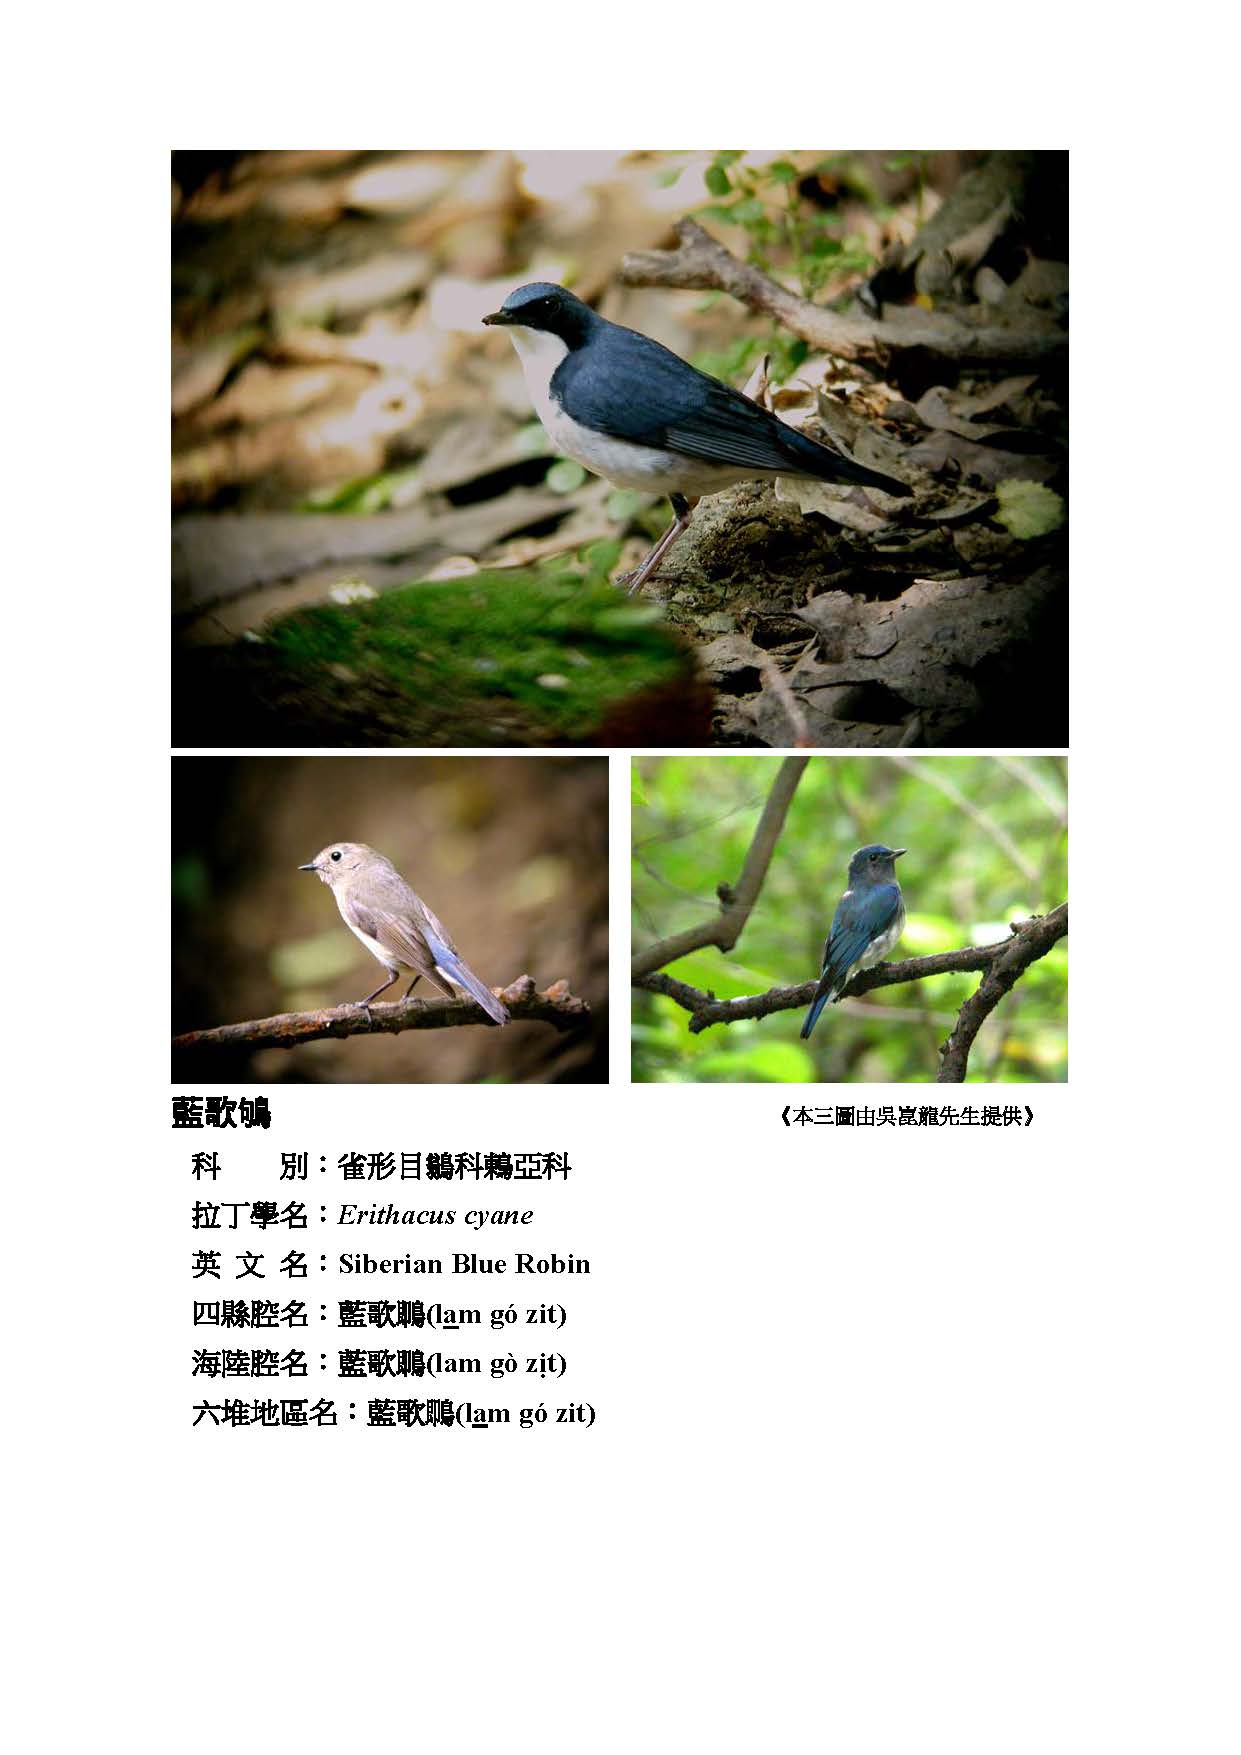 藍歌鴝
《本三圖由吳崑龍先生提供》
科　　別：雀形目鶲科鶇亞科
拉丁學名：Erithacus cyane
英 文 名：Siberian Blue Robin
四縣腔名：藍歌鷳(la̲m gó zit)
海陸腔名：藍歌鷳(lam gò zịt)
六堆地區名：藍歌鷳(la̲m gó zit)